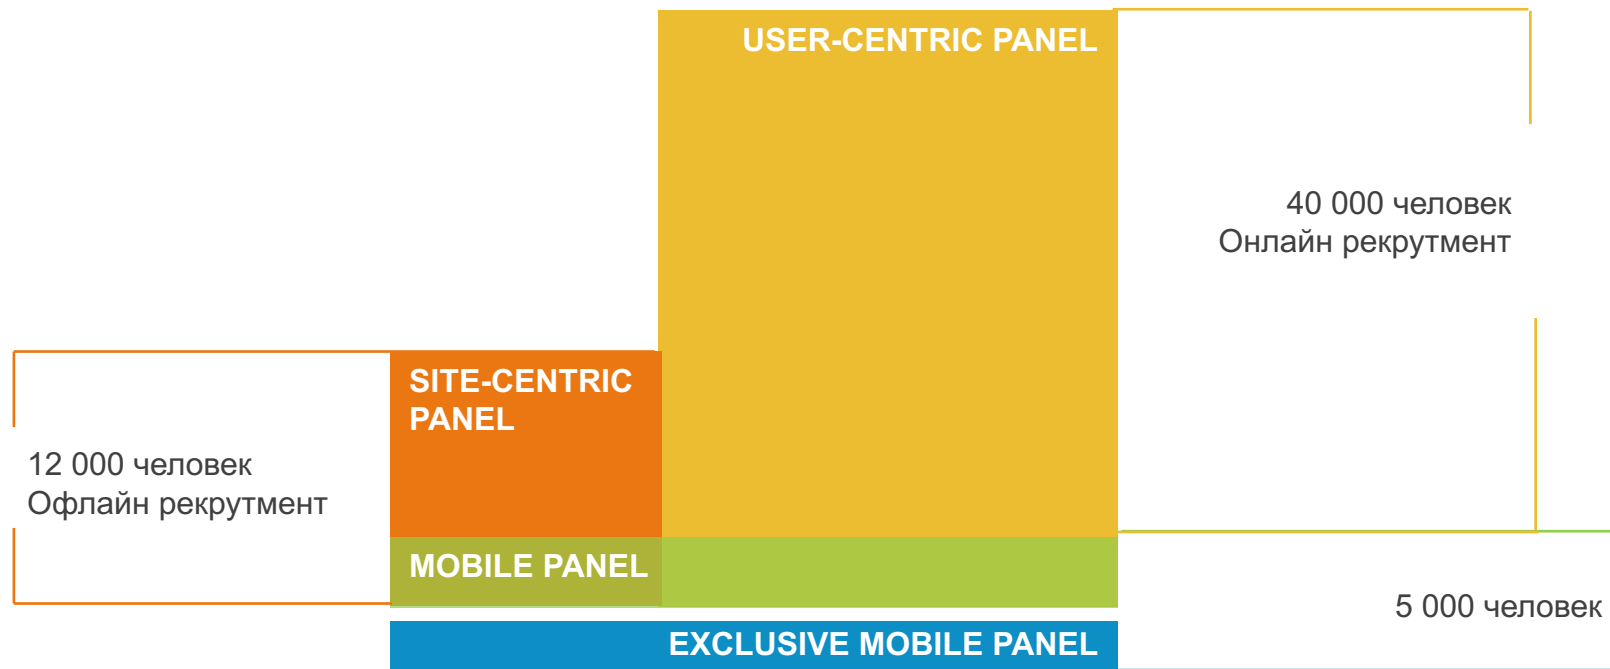 USER-CENTRIC PANEL
40 000 человек
Онлайн рекрутмент
SITE-CENTRIC
PANEL
12 000 человек
Офлайн рекрутмент
MOBILE PANEL
5 000 человек
EXCLUSIVE MOBILE PANEL